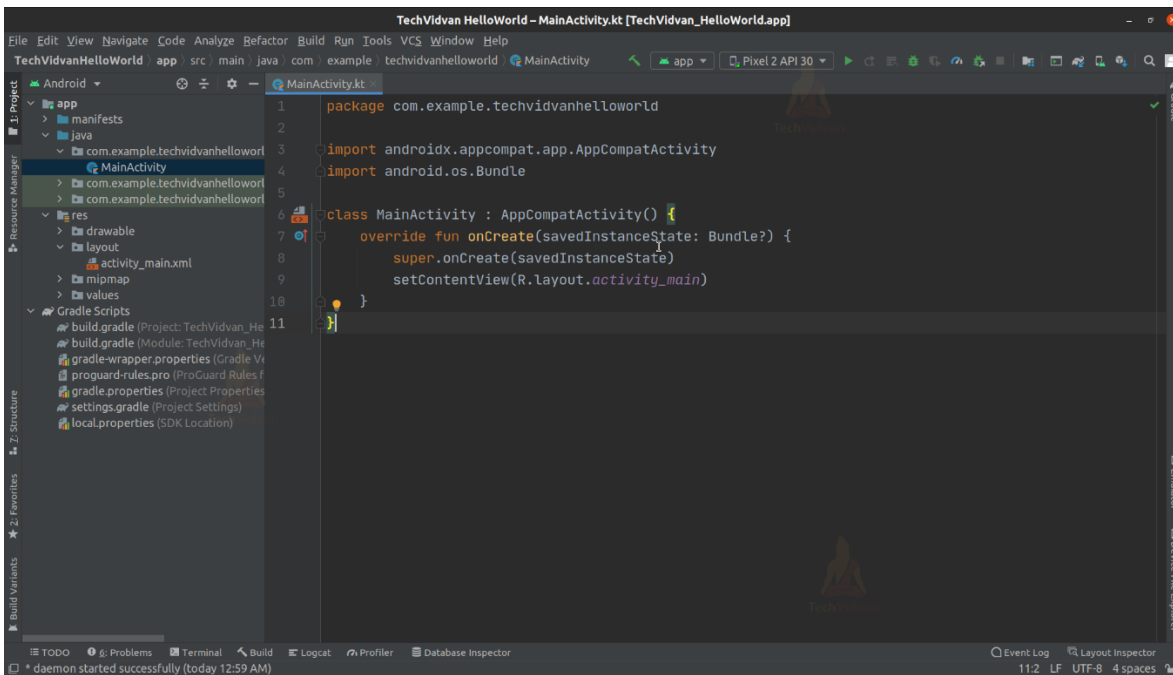 TechVidvan HelloWorld – MainActivity.kt [TechVidvan_HelloWorld.app]
File Edit View Navigate Code Analyze Refactor Build Run Tools VCS Window Help
TechVidvanHelloWorld app src main java com example techvidvanhelloworld MainActivity app Pixel 2 API 30
1: Project
Resource Manager
Z: Structure
2: Favorites
Build Variants
Android
app
manifests
java
com.example.techvidvanhelloworl
MainActivity
com.example.techvidvanhelloworl
com.example.techvidvanhelloworl
res
drawable
layout
activity_main.xml
mipmap
values
Gradle Scripts
build.gradle (Project: TechVidvan_He
build.gradle (Module: TechVidvan_He
gradle-wrapper.properties (Gradle Ve
proguard-rules.pro (ProGuard Rules f
gradle.properties (Project Properties
settings.gradle (Project Settings)
local.properties (SDK Location)
MainActivity.kt
1 package com.example.techvidvanhelloworld
2
3 import androidx.appcompat.app.AppCompatActivity
4 import android.os.Bundle
5
6 class MainActivity : AppCompatActivity() {
7 override fun onCreate(savedInstanceState: Bundle?) {
8 super.onCreate(savedInstanceState)
9 setContentView(R.layout.activity_main)
10 }
11 }
TechVidvan
TODO 6: Problems Terminal Build Logcat Profiler Database Inspector Event Log Layout Inspector
* daemon started successfully (today 12:59 AM) 11:2 LF UTF-8 4 spaces